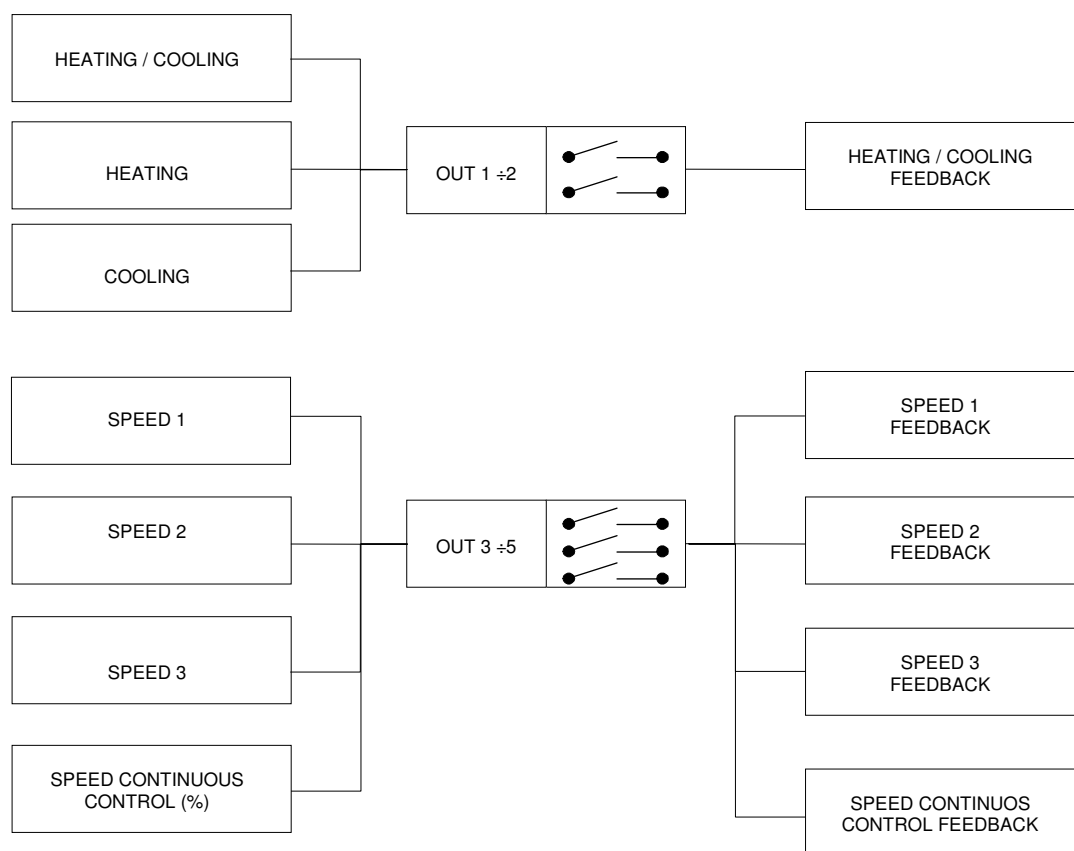 HEATING / COOLING
HEATING
COOLING
OUT 1 ÷2
HEATING / COOLING
FEEDBACK
SPEED 1
SPEED 2
SPEED 3
SPEED CONTINUOUS
CONTROL (%)
OUT 3 ÷5
SPEED 1
FEEDBACK
SPEED 2
FEEDBACK
SPEED 3
FEEDBACK
SPEED CONTINUOS
CONTROL FEEDBACK